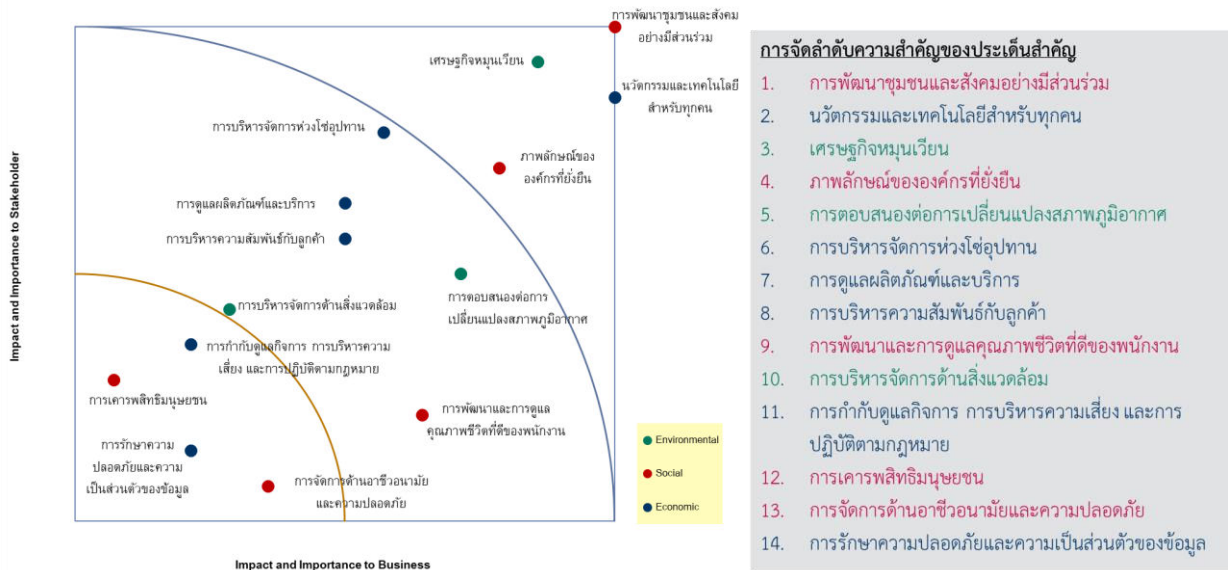 การพัฒนาชุมชนและสังคม
อย่างมีส่วนร่วม
เศรษฐกิจหมุนเวียน
นวัตกรรมและเทคโนโลยี
สำหรับทุกคน
การบริหารจัดการห่วงโซ่อุปทาน
ภาพลักษณ์ของ
องค์กรที่ยั่งยืน
การดูแลผลิตภัณฑ์และบริการ
การบริหารความสัมพันธ์กับลูกค้า
การตอบสนองต่อการ
เปลี่ยนแปลงสภาพภูมิอากาศ
การบริหารจัดการด้านสิ่งแวดล้อม
การกำกับดูแลกิจการ การบริหารความ
เสี่ยง และการปฏิบัติตามกฎหมาย
การเคารพสิทธิมนุษยชน
การพัฒนาและการดูแล
คุณภาพชีวิตที่ดีของพนักงาน
การรักษาความ
ปลอดภัยและความ
เป็นส่วนตัวของข้อมูล
การจัดการด้านอาชีวอนามัย
และความปลอดภัย
Impact and Importance to Stakeholder
Impact and Importance to Business
Environmental
Social
Economic
การจัดลำดับความสำคัญของประเด็นสำคัญ
1. การพัฒนาชุมชนและสังคมอย่างมีส่วนร่วม
2. นวัตกรรมและเทคโนโลยีสำหรับทุกคน
3. เศรษฐกิจหมุนเวียน
4. ภาพลักษณ์ขององค์กรที่ยั่งยืน
5. การตอบสนองต่อการเปลี่ยนแปลงสภาพภูมิอากาศ
6. การบริหารจัดการห่วงโซ่อุปทาน
7. การดูแลผลิตภัณฑ์และบริการ
8. การบริหารความสัมพันธ์กับลูกค้า
9. การพัฒนาและการดูแลคุณภาพชีวิตที่ดีของพนักงาน
10. การบริหารจัดการด้านสิ่งแวดล้อม
11. การกำกับดูแลกิจการ การบริหารความเสี่ยง และการ
ปฏิบัติตามกฎหมาย
12. การเคารพสิทธิมนุษยชน
13. การจัดการด้านอาชีวอนามัยและความปลอดภัย
14. การรักษาความปลอดภัยและความเป็นส่วนตัวของข้อมูล